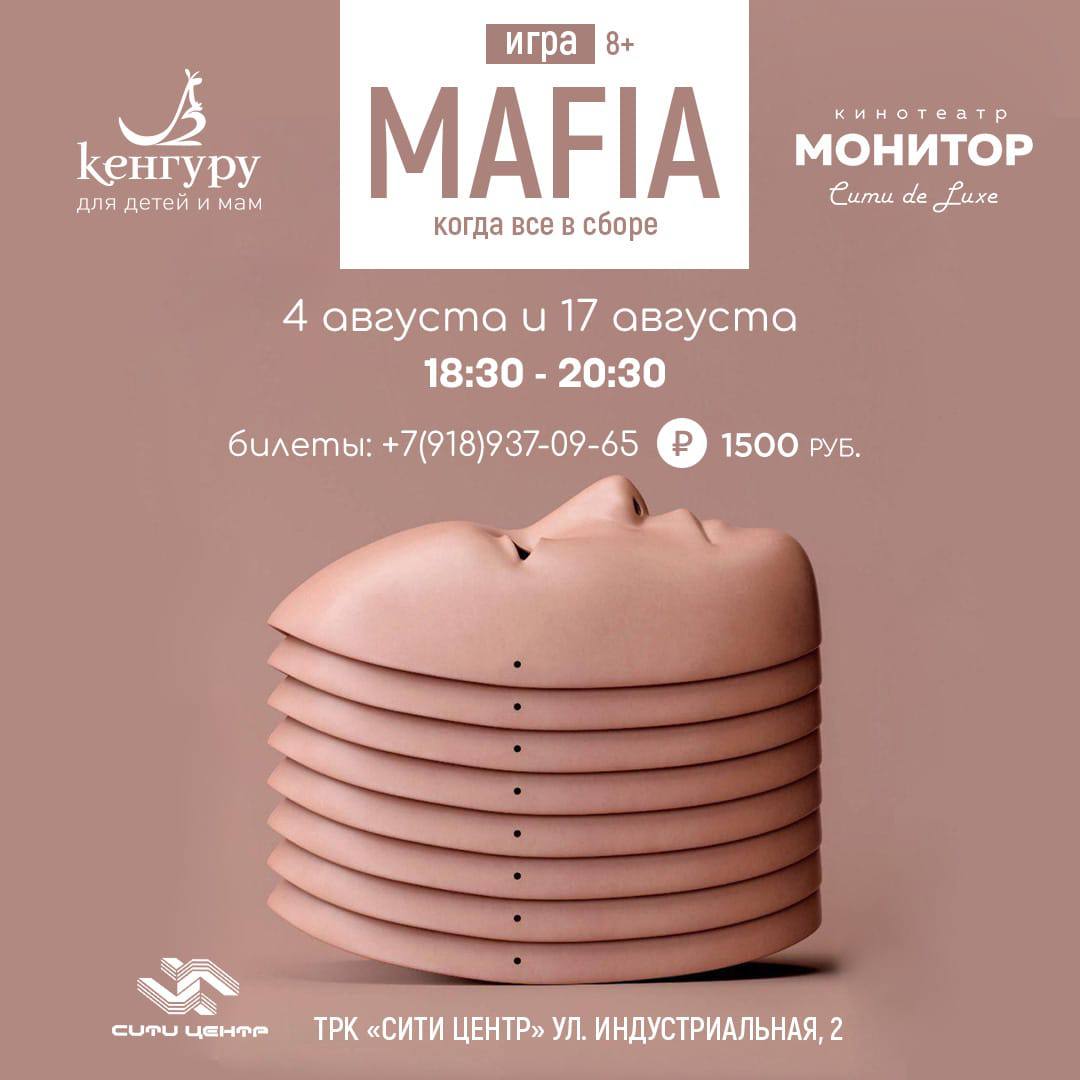 игра 8+
MAFIA
когда все в сборе
кенгуру
для детей и мам
кинотеатр
МОНИТОР
Сити de Luxe
4 августа и 17 августа
18:30 - 20:30
билеты: +7(918)937-09-65 ₽ 1500 РУБ.
СИТИ ЦЕНТР
ТРК «СИТИ ЦЕНТР» УЛ. ИНДУСТРИАЛЬНАЯ, 2